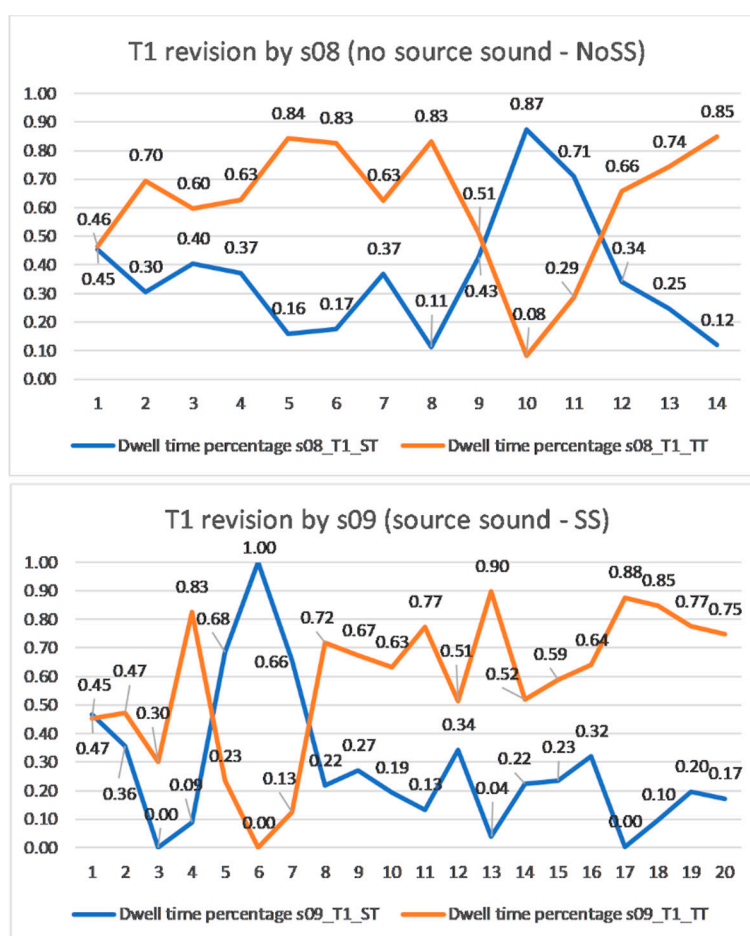 T1 revision by s08 (no source sound - NoSS)
1.00
0.90
0.80
0.70
0.60
0.50
0.40
0.30
0.20
0.10
0.00
0.46 0.70 0.60 0.63 0.84 0.83 0.63 0.83 0.51 0.08 0.29 0.66 0.74 0.85
0.45 0.30 0.40 0.37 0.16 0.17 0.37 0.11 0.43 0.87 0.71 0.34 0.25 0.12
1 2 3 4 5 6 7 8 9 10 11 12 13 14
Dwell time percentage s08_T1_ST Dwell time percentage s08_T1_TT
T1 revision by s09 (source sound - SS)
1.00
0.90
0.80
0.70
0.60
0.50
0.40
0.30
0.20
0.10
0.00
0.45 0.47 0.30 0.83 0.23 0.00 0.13 0.72 0.67 0.63 0.77 0.51 0.90 0.52 0.59 0.64 0.88 0.85 0.77 0.75
0.47 0.36 0.00 0.09 0.68 1.00 0.66 0.22 0.27 0.19 0.13 0.34 0.04 0.22 0.23 0.32 0.00 0.10 0.20 0.17
1 2 3 4 5 6 7 8 9 10 11 12 13 14 15 16 17 18 19 20
Dwell time percentage s09_T1_ST Dwell time percentage s09_T1_TT